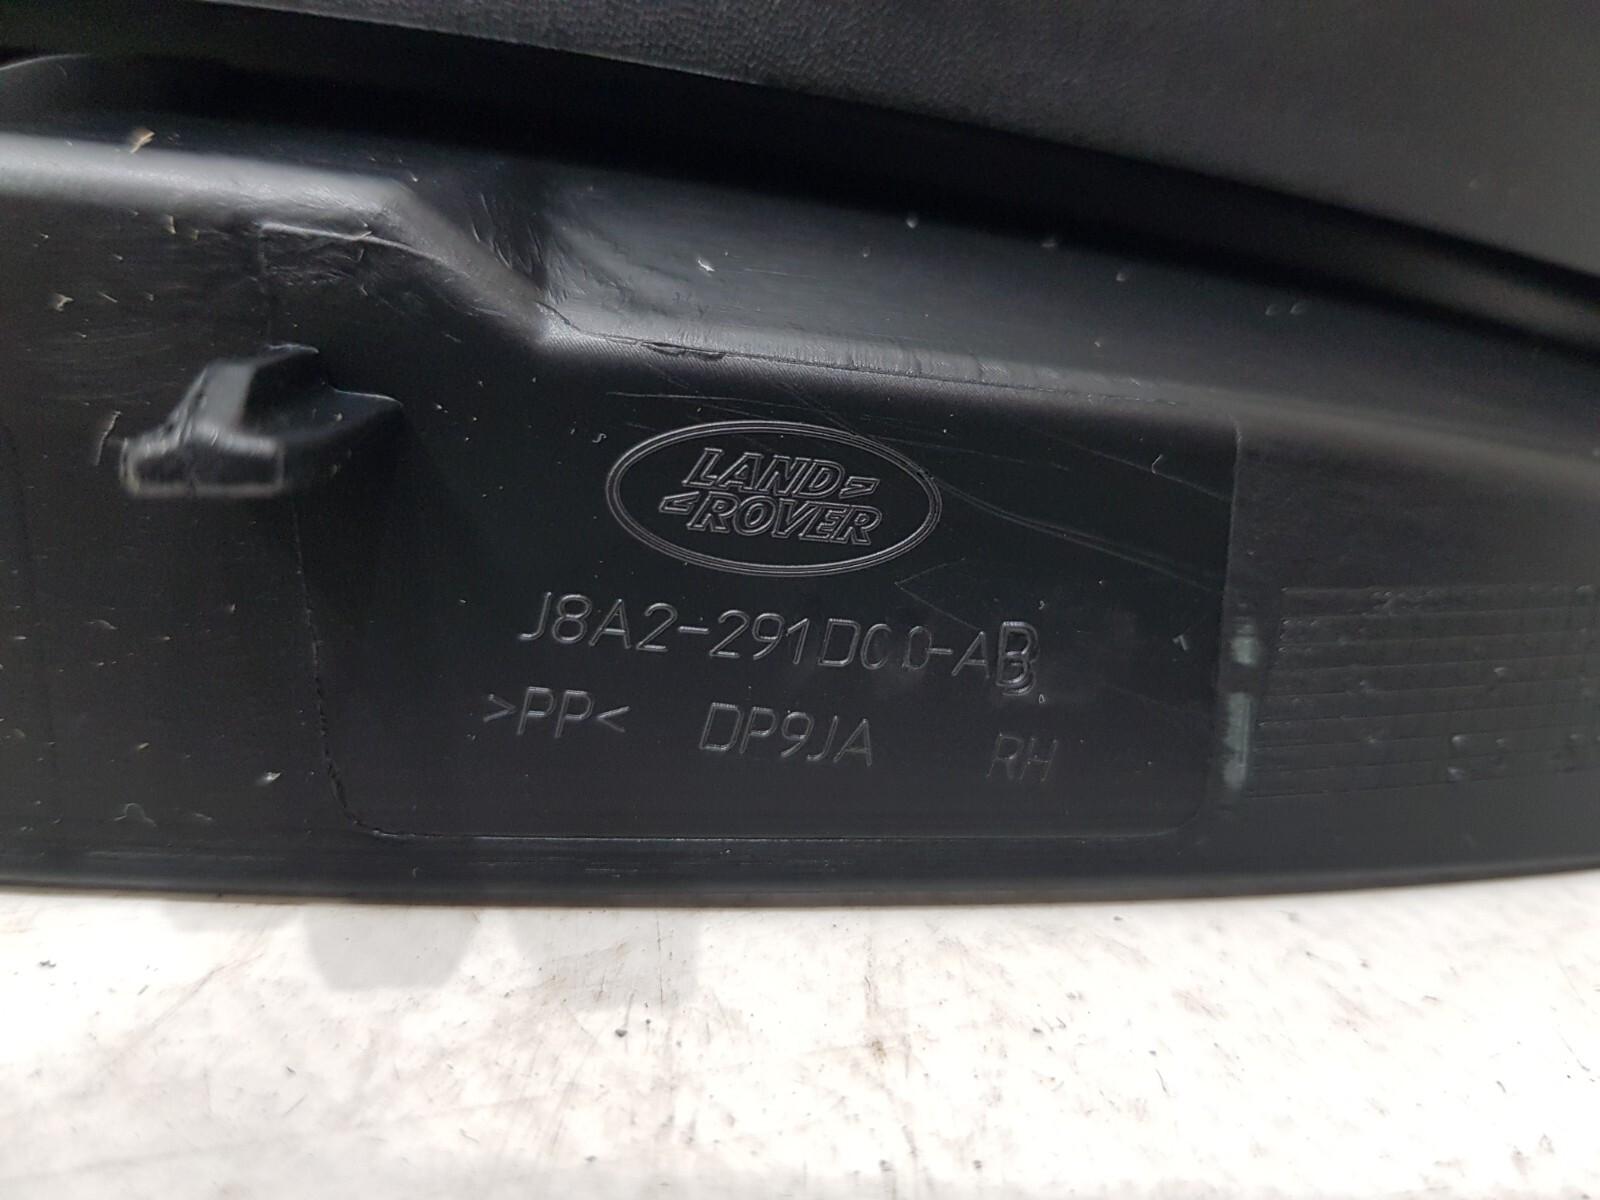 LAND
ROVER
J8A2-291D00-AB
>PP< DP9JA RH